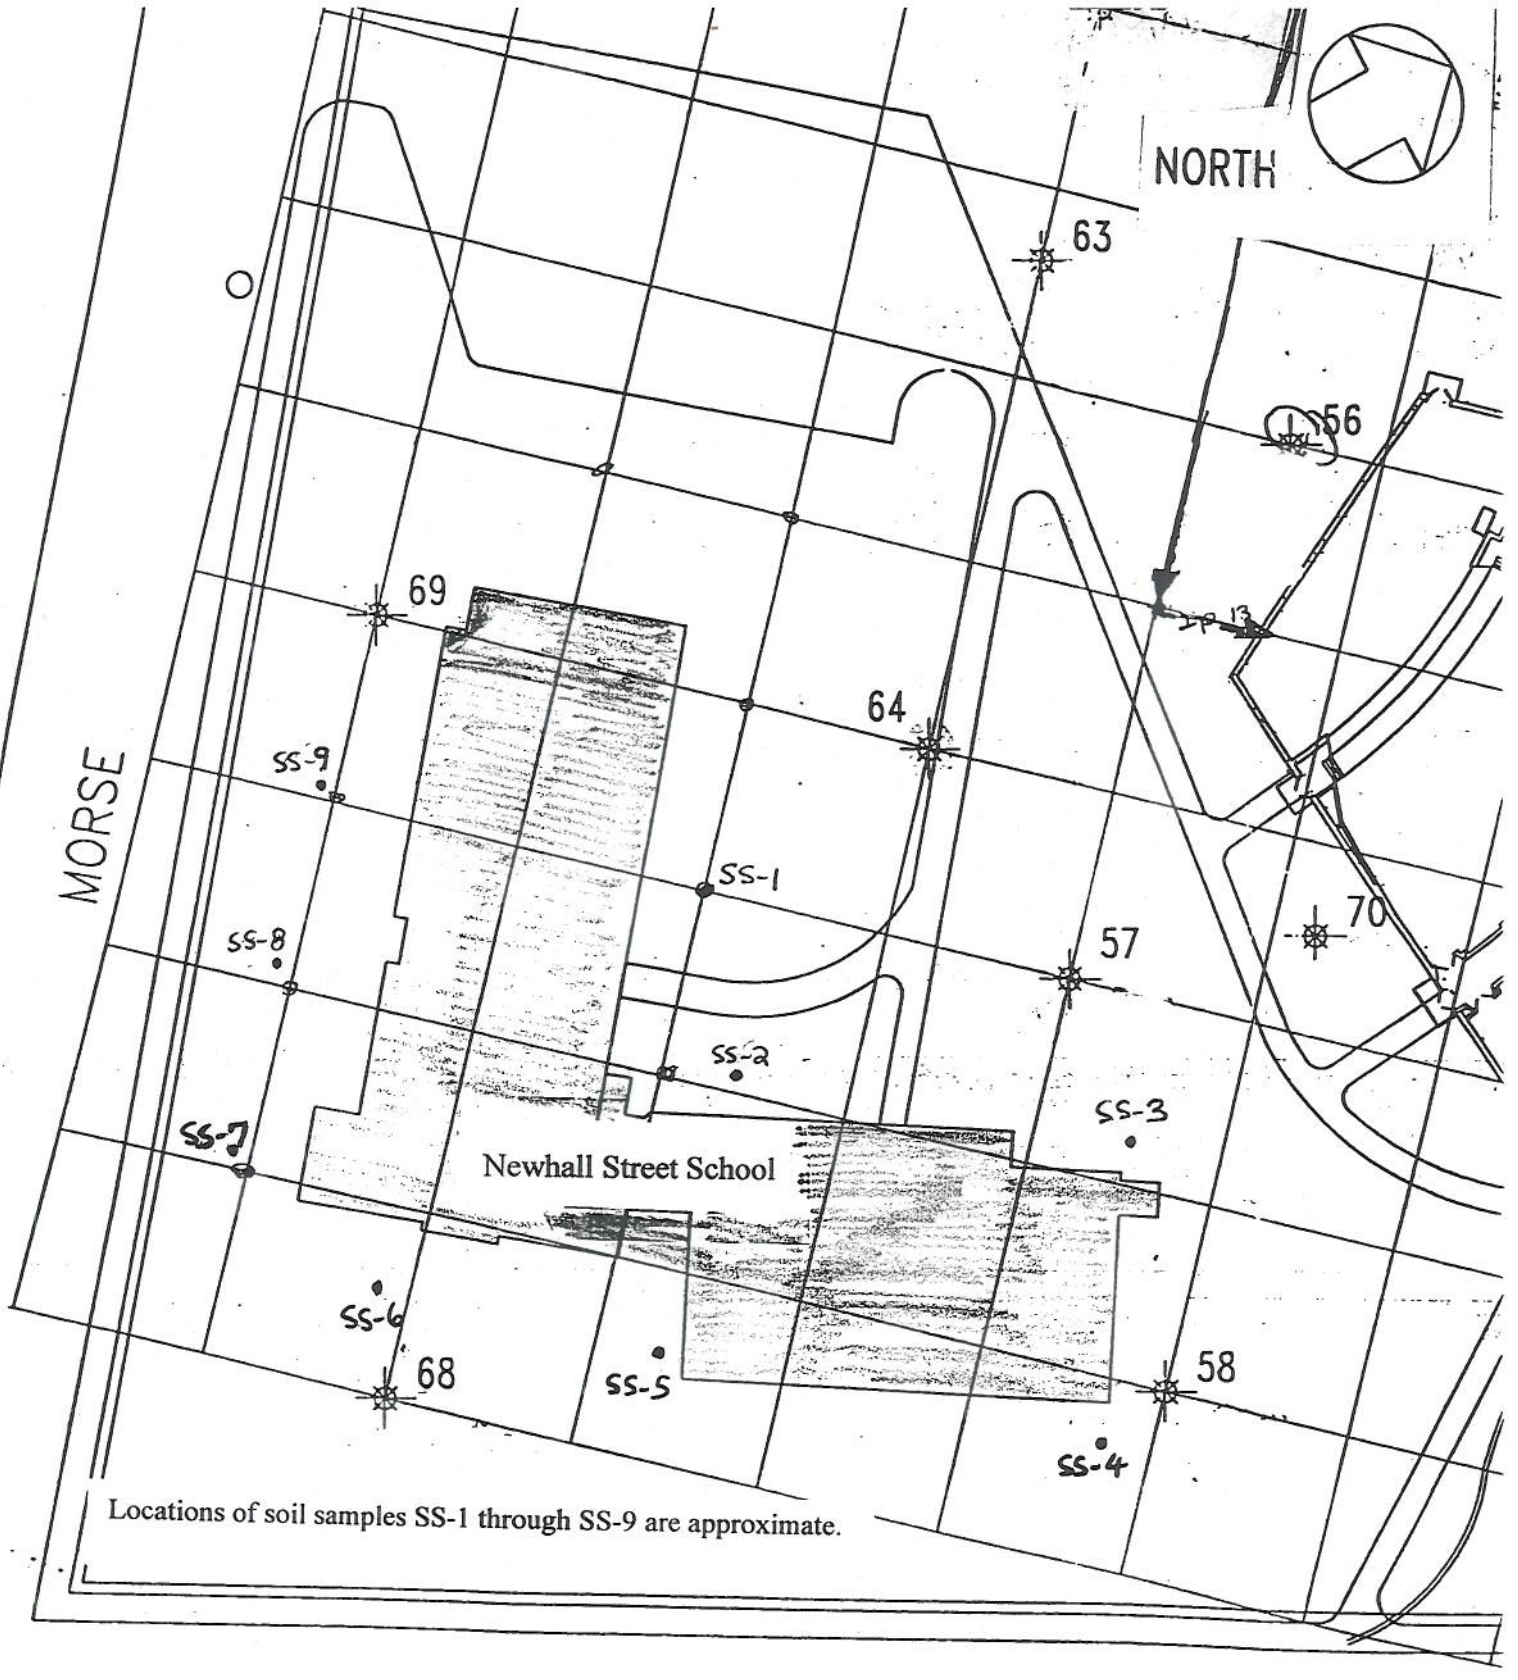 NORTH
63
56
69
IP 13
64
SS-9
MORSE
SS-1
70
SS-8
57
SS-2
SS-3
SS-7
Newhall Street School
SS-6
68
SS-5
58
SS-4
Locations of soil samples SS-1 through SS-9 are approximate.